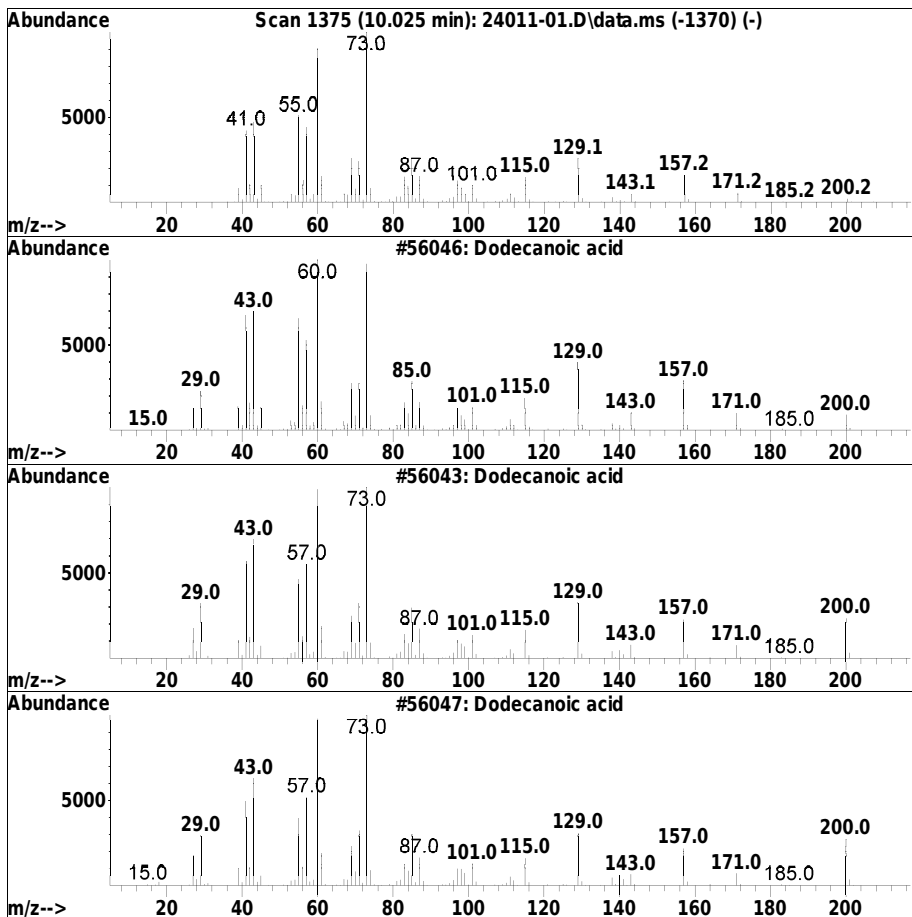 Abundance Scan 1375 (10.025 min): 24011-01.D\data.ms (-1370) (-)
73.0
5000 41.0 55.0
129.1
87.0 101.0 115.0 157.2
143.1 171.2 185.2 200.2
m/z--> 20 40 60 80 100 120 140 160 180 200
Abundance #56046: Dodecanoic acid
60.0
43.0
5000
129.0
29.0 85.0 157.0
15.0 101.0 115.0 143.0 171.0 185.0 200.0
m/z--> 20 40 60 80 100 120 140 160 180 200
Abundance #56043: Dodecanoic acid
73.0
43.0
5000 57.0
29.0 129.0
87.0 101.0 115.0 157.0 200.0
143.0 171.0 185.0
m/z--> 20 40 60 80 100 120 140 160 180 200
Abundance #56047: Dodecanoic acid
73.0
43.0
5000 57.0
29.0 129.0 200.0
87.0 101.0 115.0 157.0
15.0 143.0 171.0 185.0
m/z--> 20 40 60 80 100 120 140 160 180 200